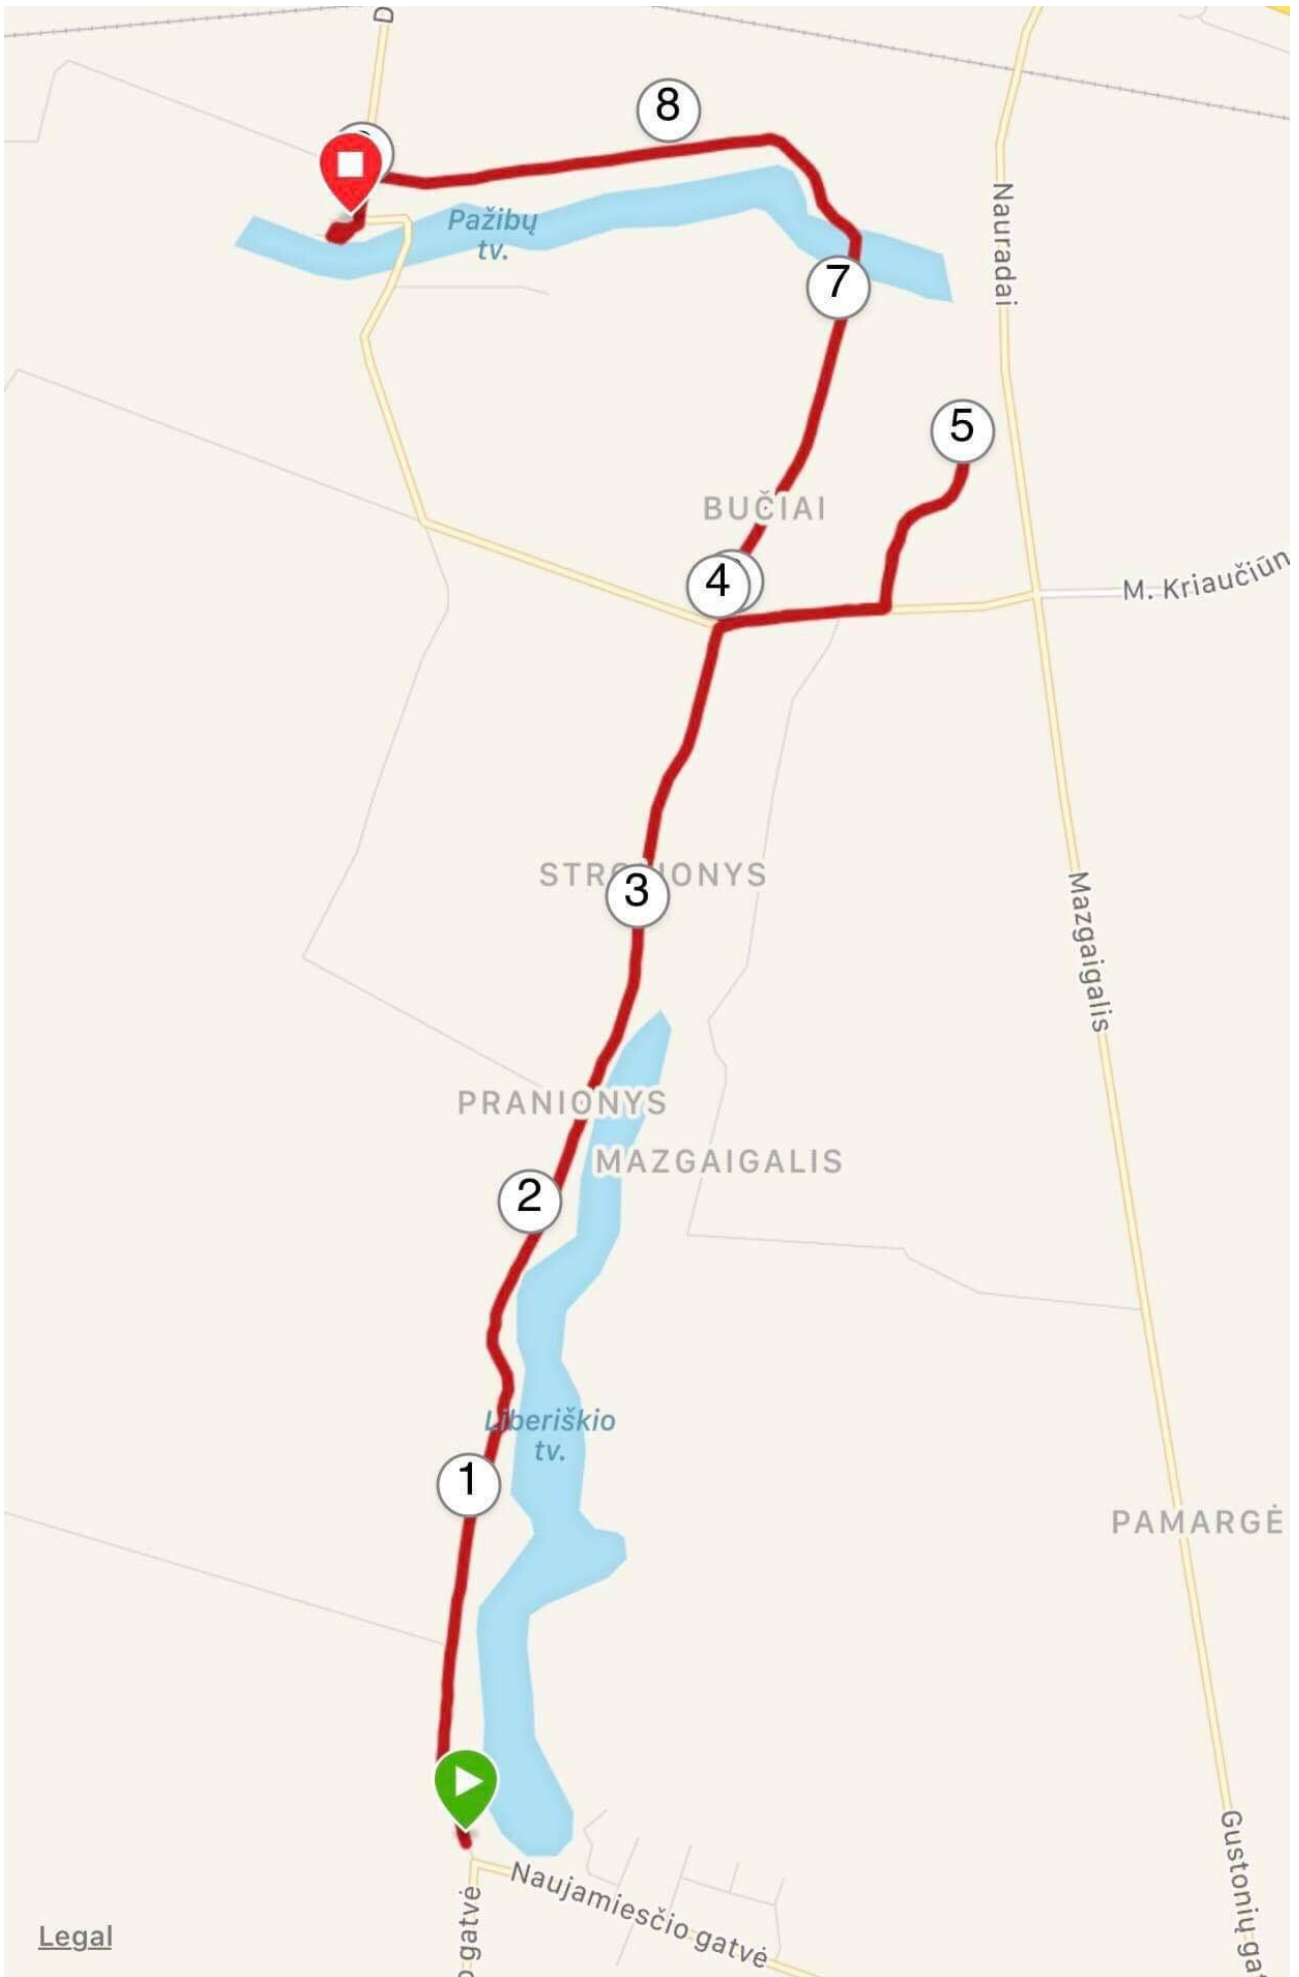 D
8
Pažibų
tv.
Nauradai
7
5
BUČIAI
4
M. Kriaučiūn
3
Mazgaigalis
PRANIONYS
MAZGAIGALIS
2
Liberiškio
tv.
1
PAMARGĖ
Gustonių ga
Naujamiesčio gatvė
o gatvė
Legal